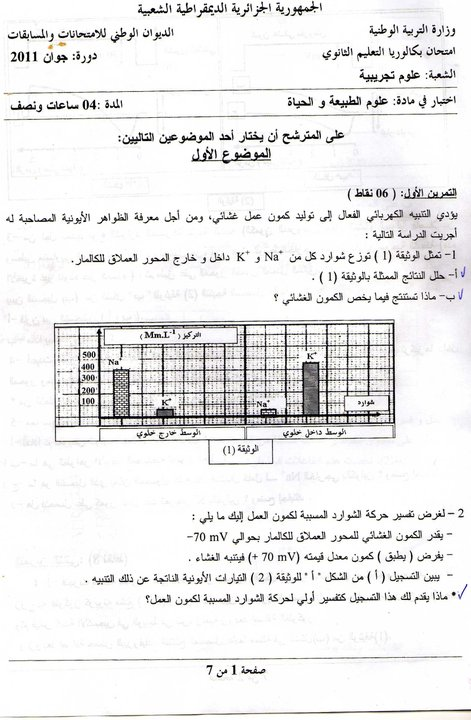 الجمهورية الجزائرية الديمقراطية الشعبية
وزارة التربية الوطنية
الديوان الوطني للامتحانات والمسابقات
امتحان بكالوريا التعليم الثانوي
دورة: جوان 2011
الشعبة: علوم تجريبية
اختبار في مادة: علوم الطبيعة و الحياة
المدة: 04 ساعات ونصف
على المترشح أن يختار أحد الموضوعين التاليين:
الموضوع الأول
التمرين الأول: ( 06 نقاط )
يؤدي التنبيه الكهربائي الفعال إلى توليد كمون عمل غشائي، ومن أجل معرفة الظواهر الأيونية المصاحبة له
أجريت الدراسة التالية :
1- تمثل الوثيقة (1 ) توزع شوارد كل من Na+ و K+ داخل و خارج المحور العملاق للكالمار.
أ- حلل النتائج الممثلة بالوثيقة (1 ) .
ب- ماذا تستنتج فيما يخص الكمون الغشائي ؟
التركيز ( Mm.L-1 )
500
400
300
200
100
Na+
K+
Na+
K+
شوارد
الوسط خارج خلوي
الوسط داخل خلوي
الوثيقة (1)
2 – لغرض تفسير حركة الشوارد المسببة لكمون العمل إليك ما يلي :
- يقدر الكمون الغشائي للمحور العملاق للكالمار بحوالي 70 mV−
- يفرض ( يطبق ) كمون معدل قيمته (70 mV +) فيتنبه الغشاء .
- يبين التسجيل ( أ ) من الشكل " أ " للوثيقة ( 2 ) التيارات الأيونية الناتجة عن ذلك التنبيه .
• ماذا يقدم لك هذا التسجيل كتفسير أولي لحركة الشوارد المسببة لكمون العمل؟
صفحة 1 من 7